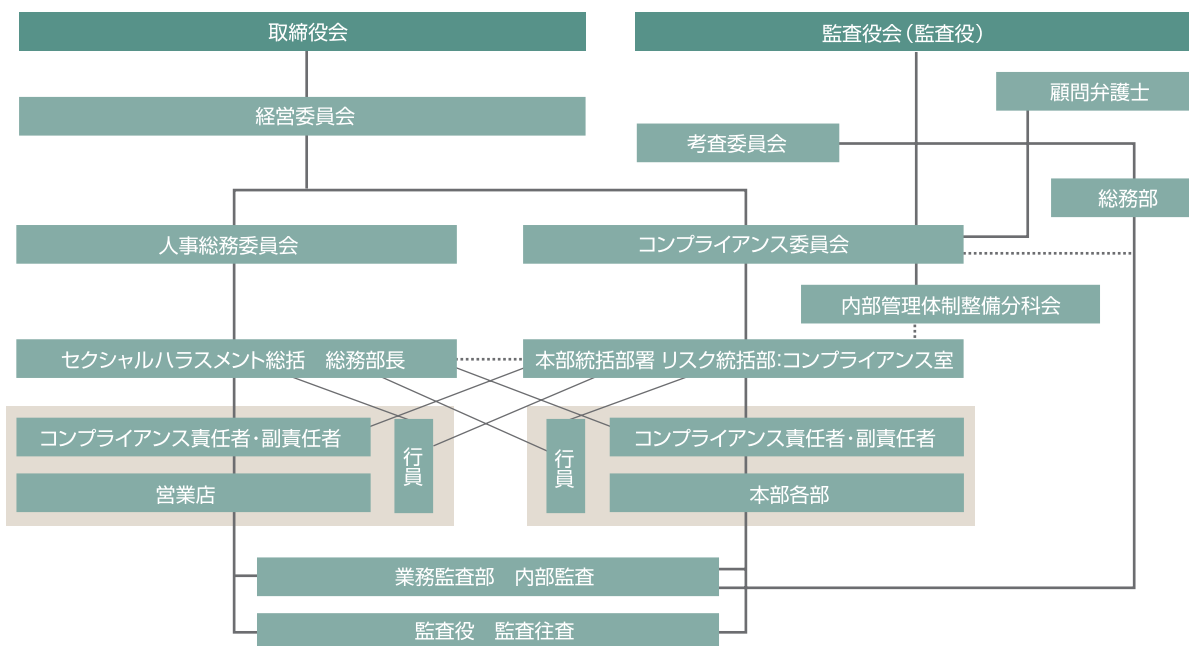 取締役会
監査役会(監査役)
顧問弁護士
経営委員会
考査委員会
総務部
人事総務委員会
コンプライアンス委員会
内部管理体制整備分科会
セクシャルハラスメント総括　総務部長
本部統括部署 リスク統括部:コンプライアンス室
コンプライアンス責任者・副責任者
行員
営業店
行員
コンプライアンス責任者・副責任者
本部各部
業務監査部　内部監査
監査役　監査往査